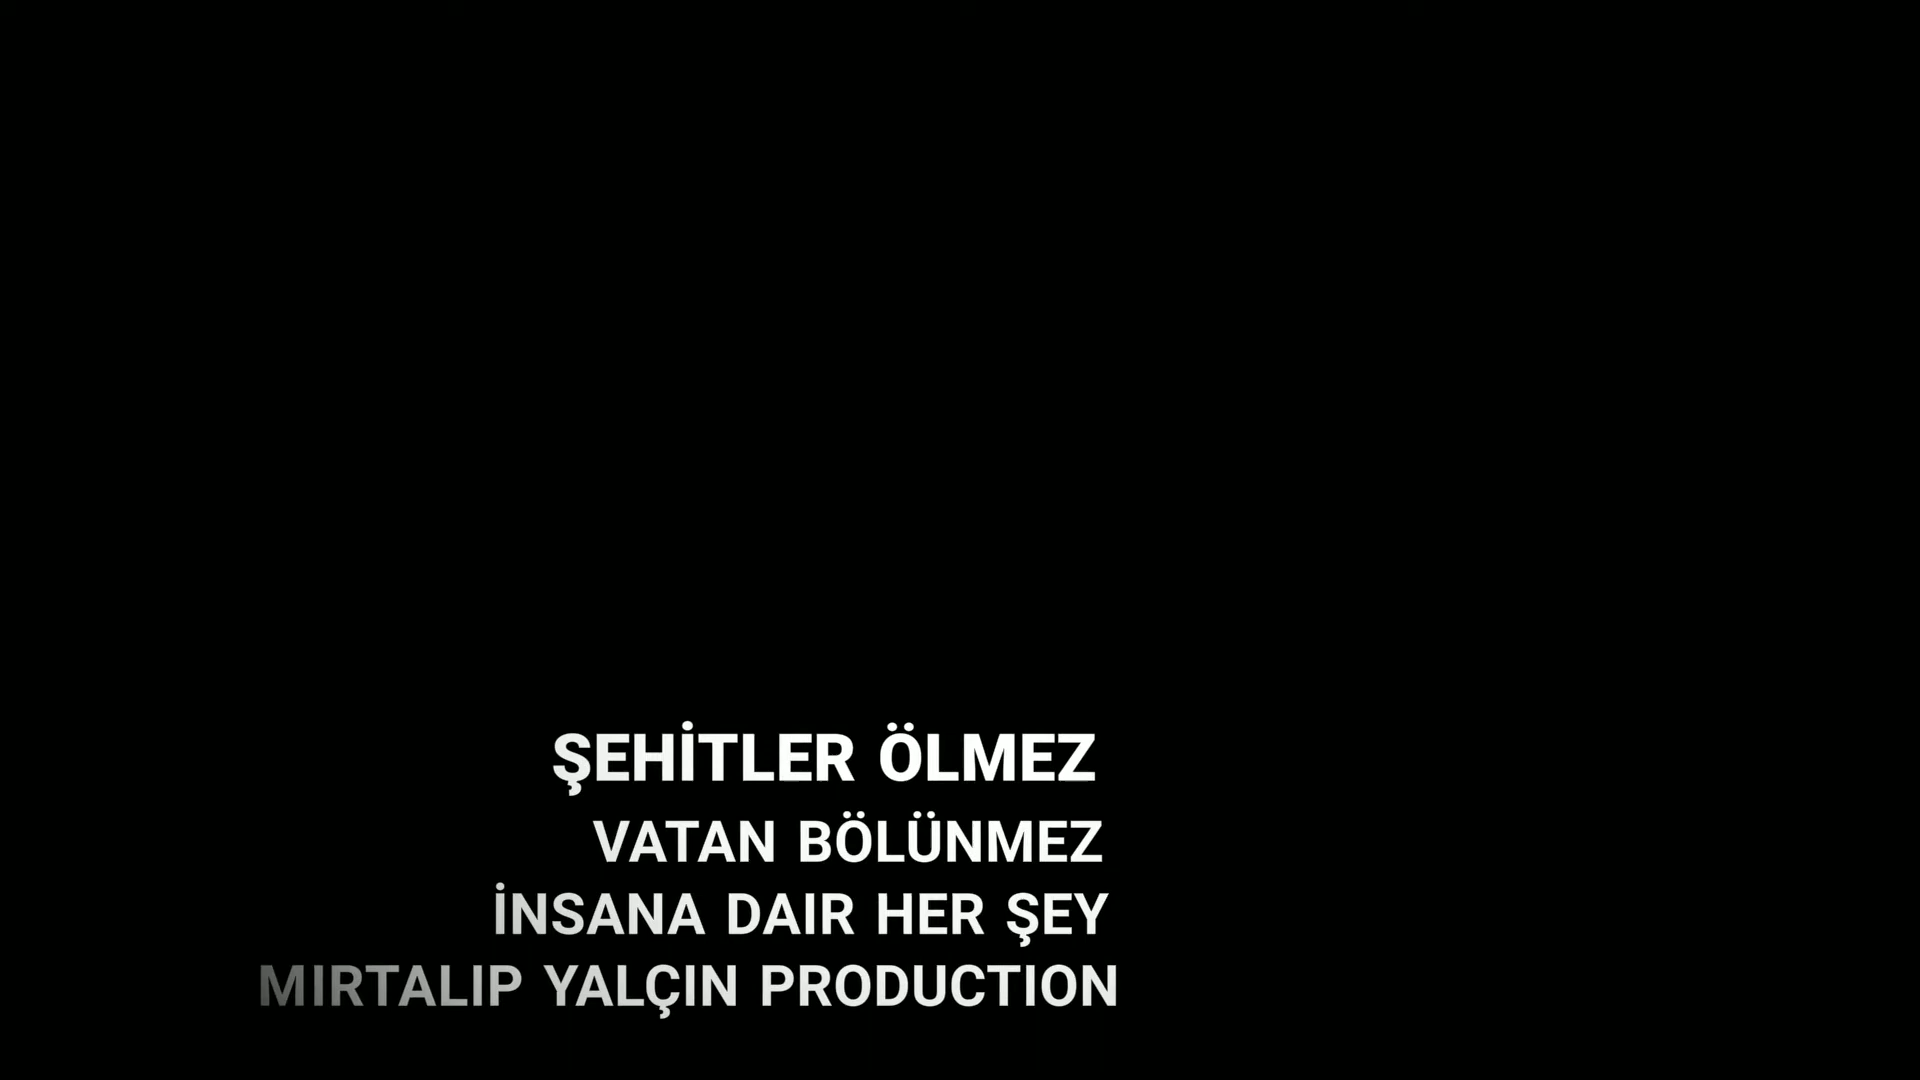 ŞEHİTLER ÖLMEZ
VATAN BÖLÜNMEZ
İNSANA DAIR HER ŞEY
MIRTALIP YALÇIN PRODUCTION